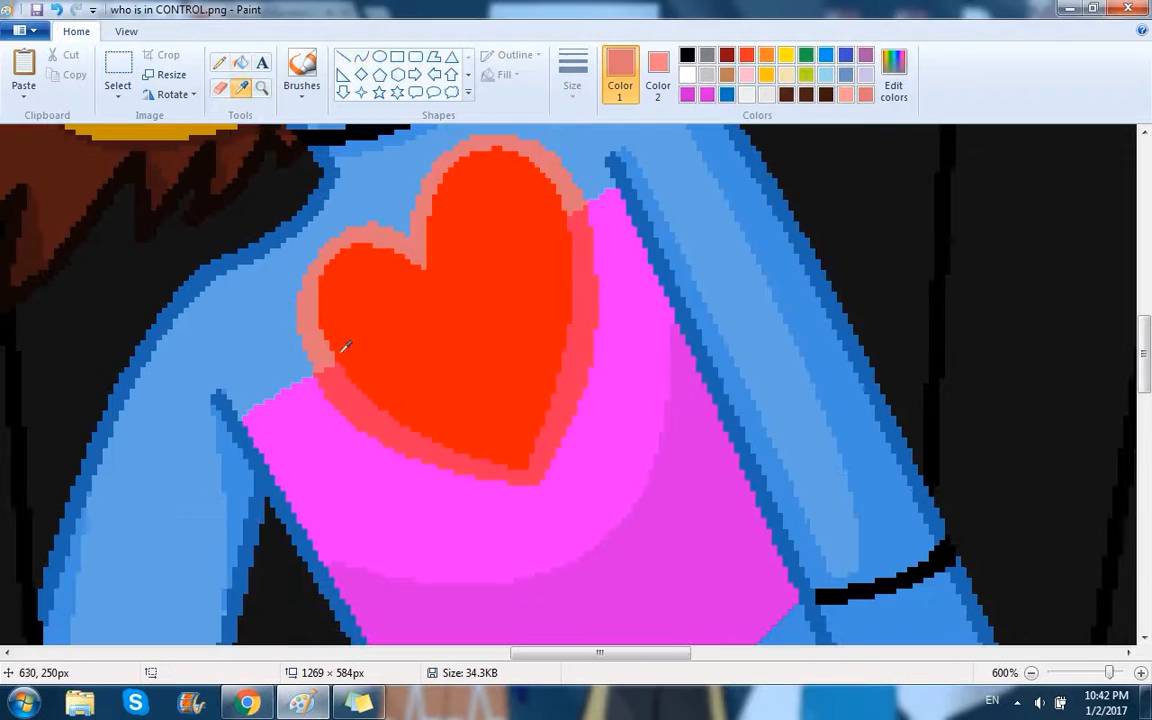 who is in CONTROL.png - Paint
Home View
Paste
Cut
Copy
Clipboard
Select
Crop
Resize
Rotate
Image
A
Tools
Brushes
Outline
Fill
Shapes
Size
Color 1
Color 2
Edit colors
Colors
630, 250px
1269 × 584px
Size: 34.3KB
600%
EN
10:42 PM
1/2/2017